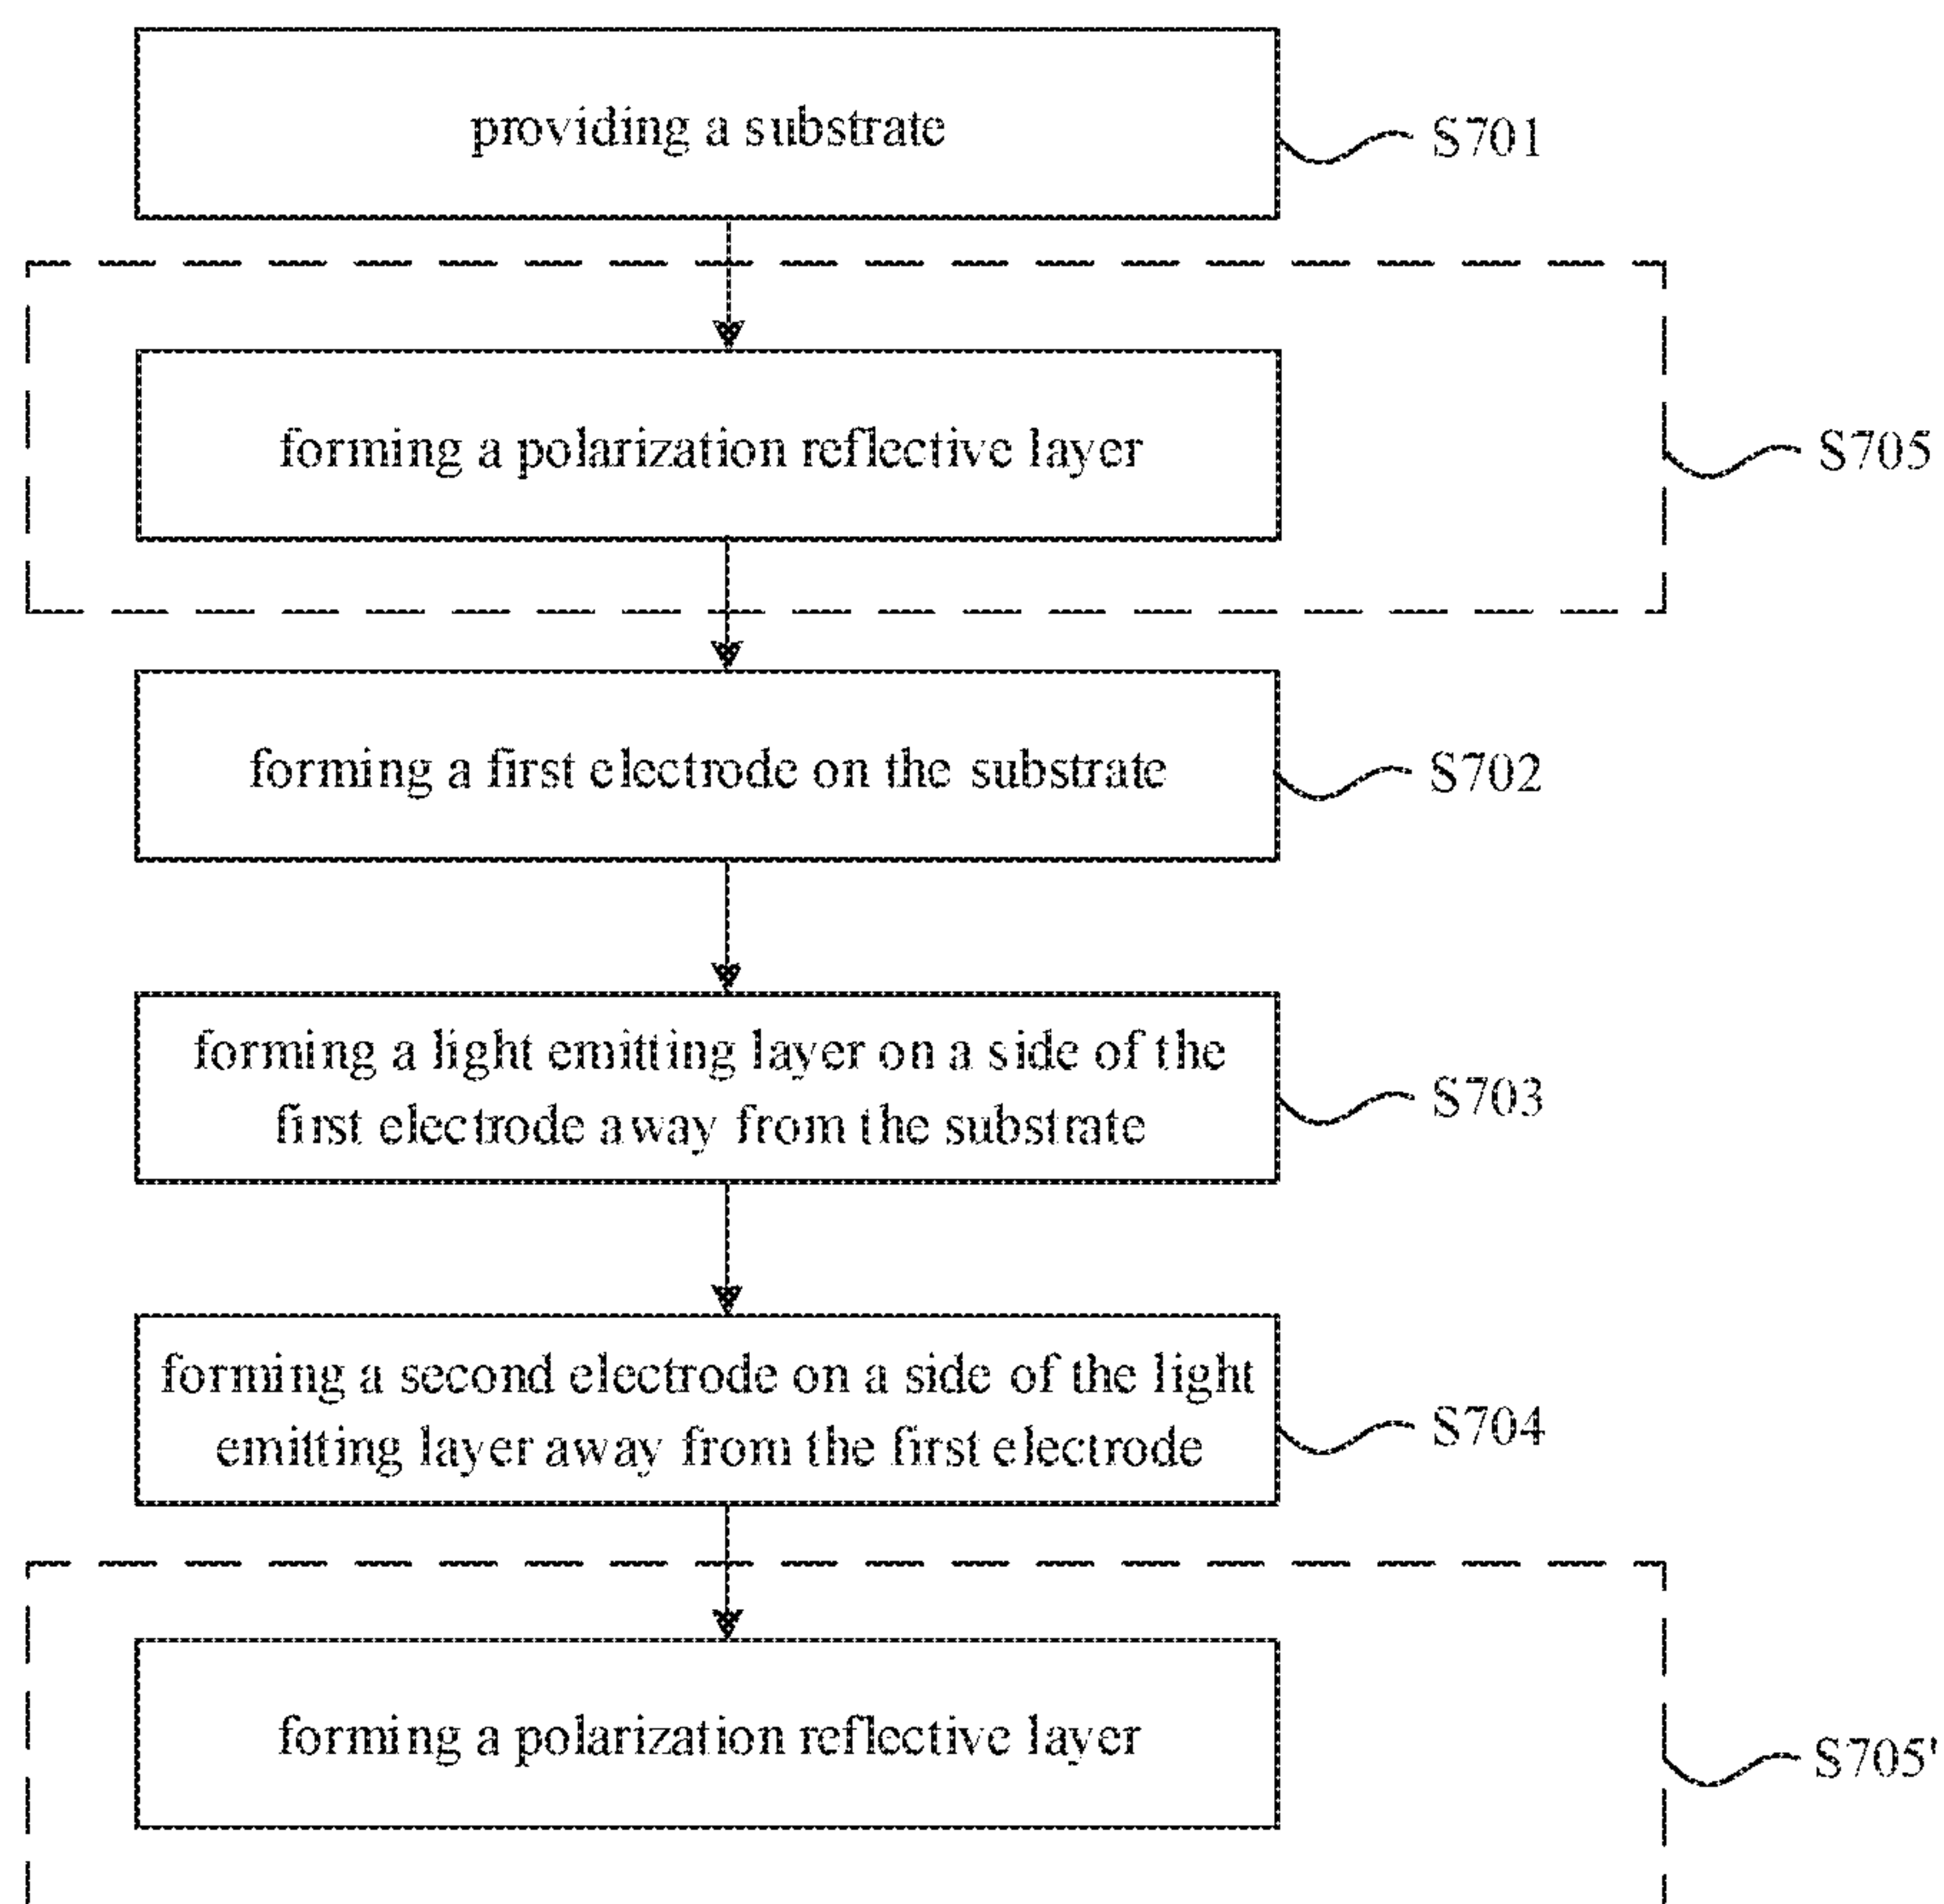 providing a substrate
S701
forming a polarization reflective layer
S705
forming a first electrode on the substrate
S702
forming a light emitting layer on a side of the
first electrode away from the substrate
S703
forming a second electrode on a side of the light
emitting layer away from the first electrode
S704
forming a polarization reflective layer
S705'